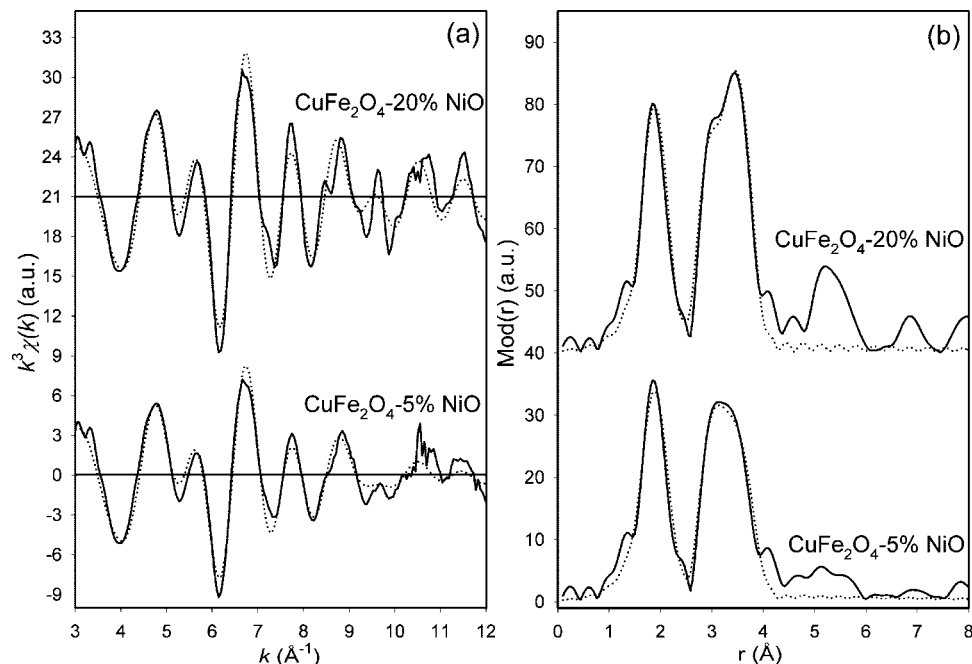 (a)
33
30
27
24
21
18
15
12
9
6
3
0
-3
-6
-9
k³χ(k) (a.u.)
CuFe₂O₄-20% NiO
CuFe₂O₄-5% NiO
3 4 5 6 7 8 9 10 11 12
k (Å⁻¹)
(b)
90
80
70
60
50
40
30
20
10
0
Mod(r) (a.u.)
CuFe₂O₄-20% NiO
CuFe₂O₄-5% NiO
0 1 2 3 4 5 6 7 8
r (Å)